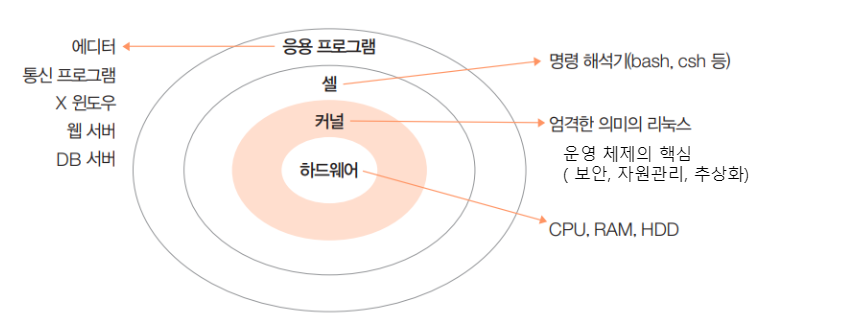 에디터
통신 프로그램
X 윈도우
웹 서버
DB 서버
응용 프로그램
셸
커널
하드웨어
명령 해석기(bash, csh 등)
엄격한 의미의 리눅스
운영 체제의 핵심
( 보안, 자원관리, 추상화)
CPU, RAM, HDD